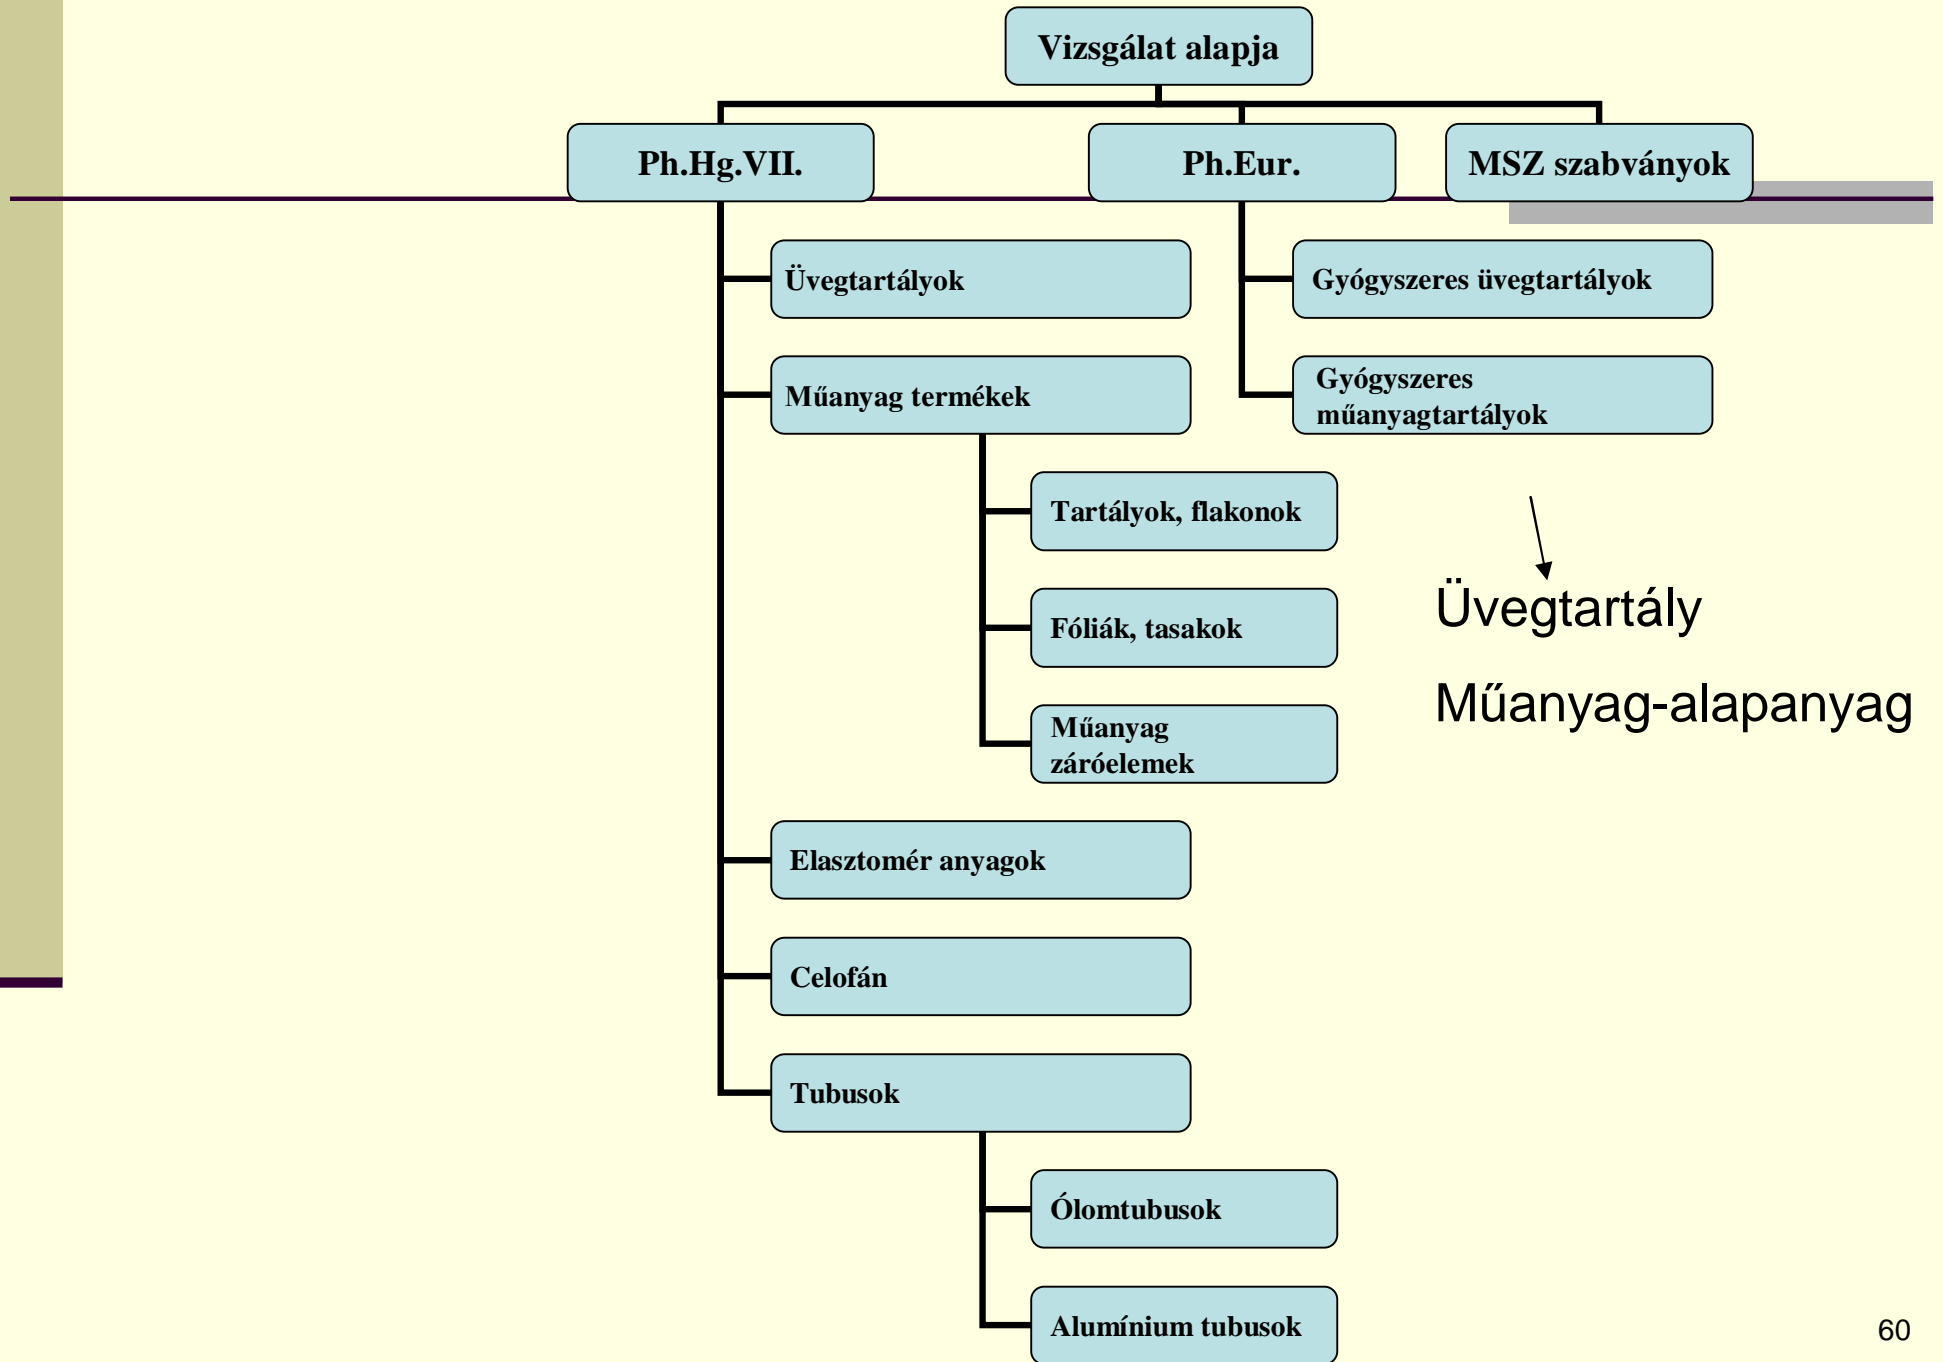 Vizsgálat alapja
Ph.Hg.VII.
Ph.Eur.
MSZ szabványok
Üvegtartályok
Műanyag termékek
Tartályok, flakonok
Fóliák, tasakok
Műanyag
záróelemek
Elasztomér anyagok
Celofán
Tubusok
Ólomtubusok
Alumínium tubusok
Gyógyszeres üvegtartályok
Gyógyszeres
műanyagtartályok
Üvegtartály
Műanyag-alapanyag
60